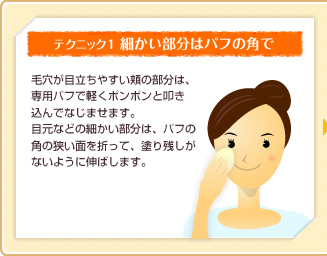 テクニック1 細かい部分はパフの角で
毛穴が目立ちやすい頬の部分は、
専用パフで軽くポンポンと叩き
込んでなじませます。
目元などの細かい部分は、パフの
角の狭い面を折って、塗り残しが
ないように伸ばします。